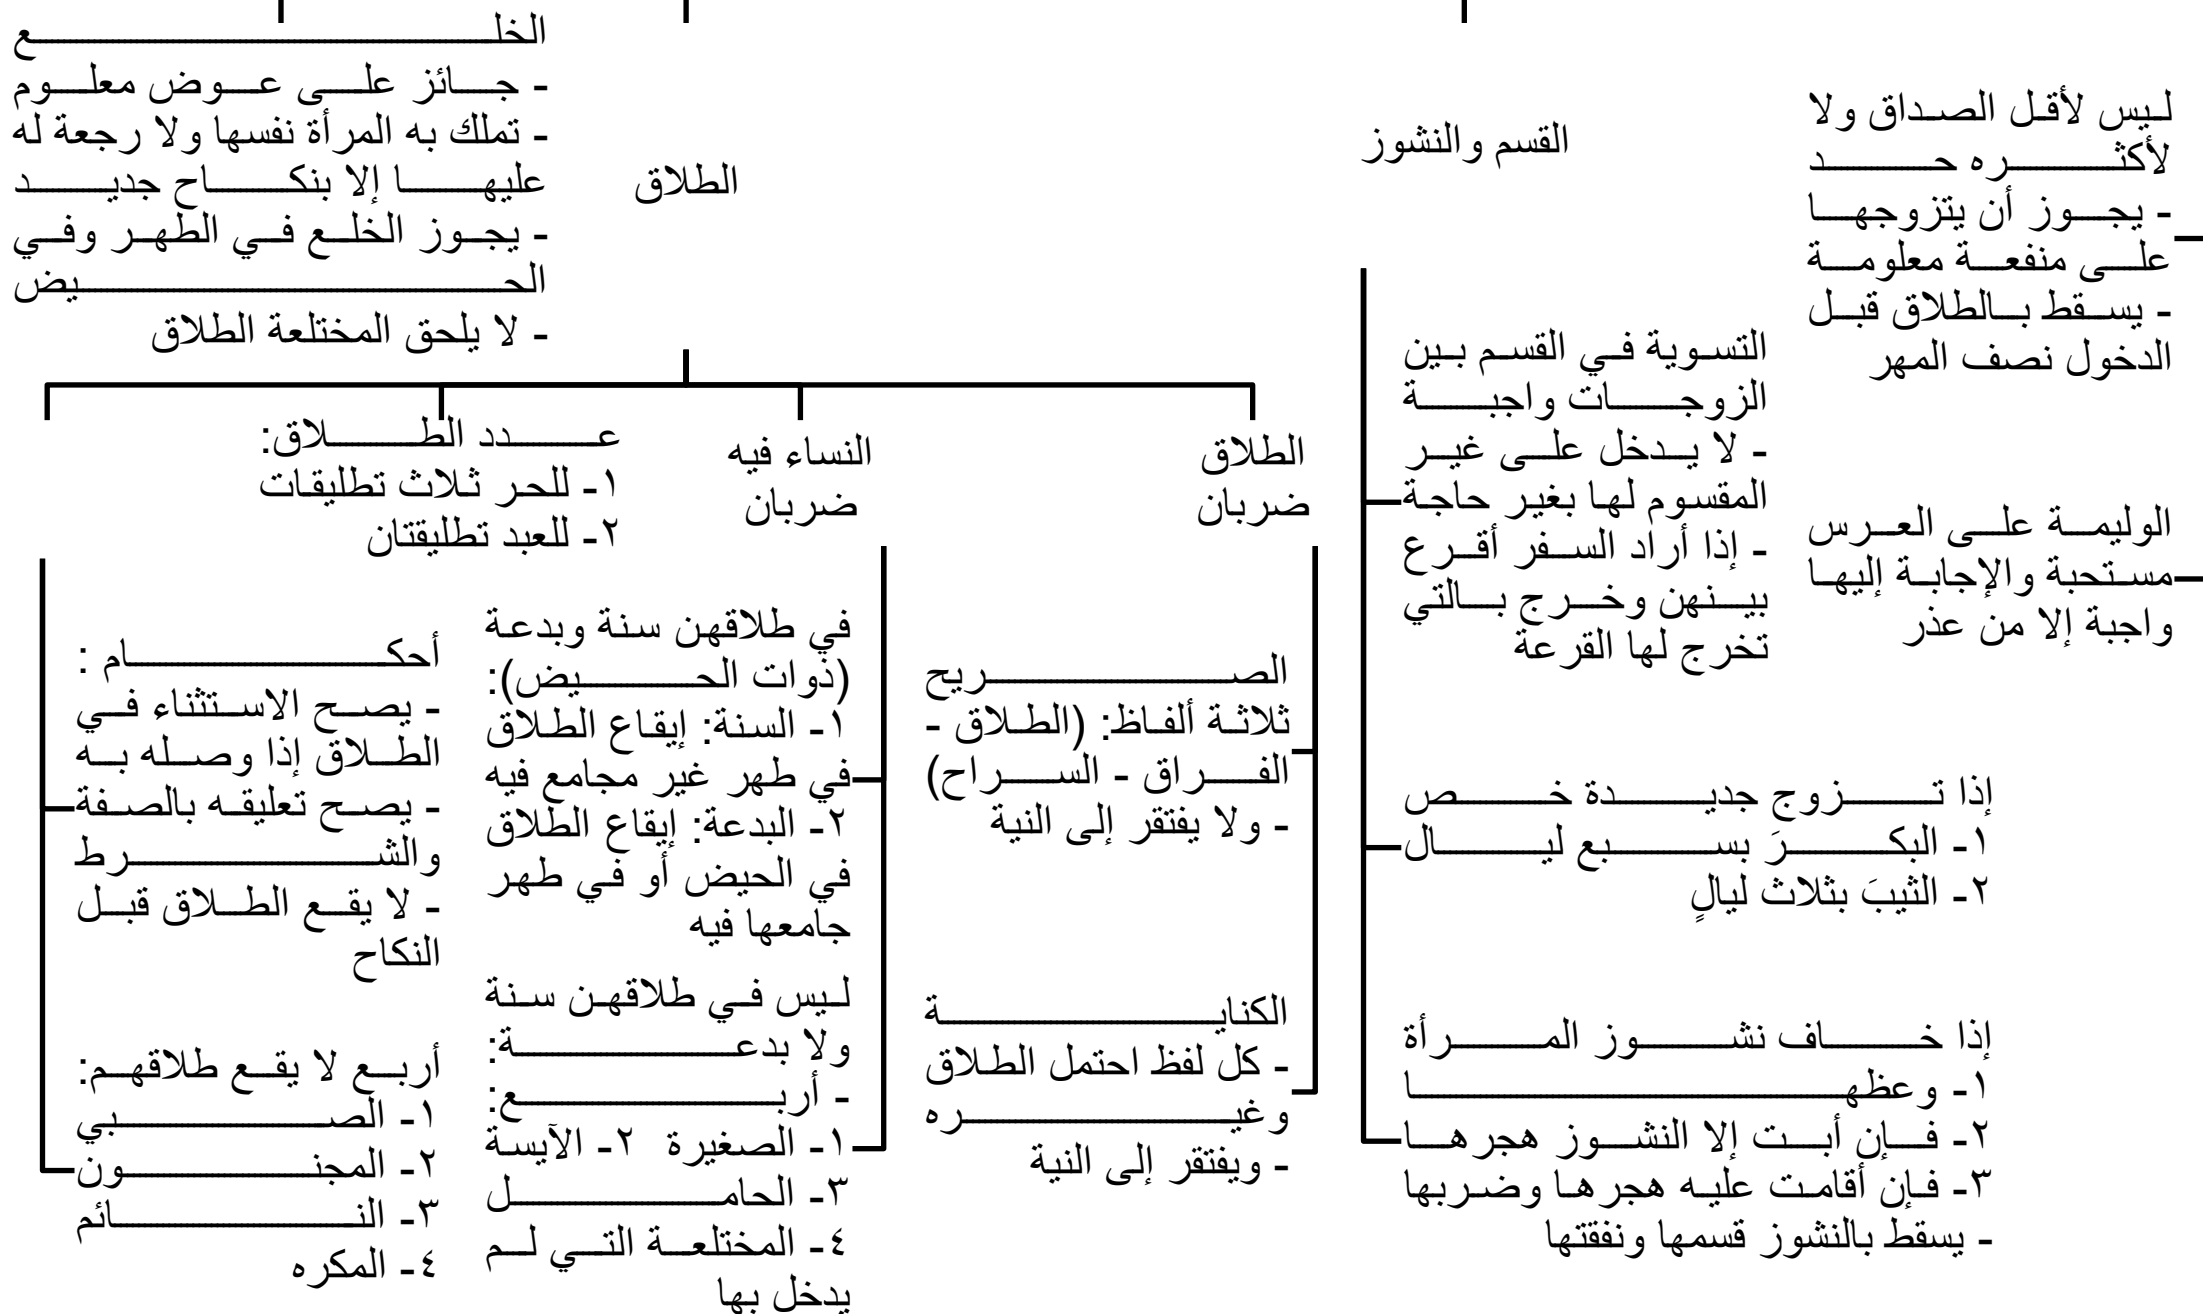 ليس لأقل الصداق ولا
لأكثره حد
- يجوز أن يتزوجها
على منفعة معلومة
- يسقط بالطلاق قبل
الدخول نصف المهر
الوليمة على العرس
مستحبة والإجابة إليها
واجبة إلا من عذر
القسم والنشوز
التسوية في القسم بين
الزوجات واجبة
- لا يدخل على غير
المقسوم لها بغير حاجة
- إذا أراد السفر أقرع
بينهن وخرج بالتي
تخرج لها القرعة
إذا تزوج جديدة خص
١- البكرَ بسبع ليال
٢- الثيبَ بثلاث ليالٍ
إذا خاف نشوز المرأة
١- وعظها
٢- فإن أبت إلا النشوز هجرها
٣- فإن أقامت عليه هجرها وضربها
- يسقط بالنشوز قسمها ونفقتها
الطلاق
الطلاق
ضربان
الصريح
ثلاثة ألفاظ: (الطلاق -
الفراق - السراح)
- ولا يفتقر إلى النية
الكناية
- كل لفظ احتمل الطلاق
وغيره
- ويفتقر إلى النية
النساء فيه
ضربان
في طلاقهن سنة وبدعة
(ذوات الحيض):
١- السنة: إيقاع الطلاق
في طهر غير مجامع فيه
٢- البدعة: إيقاع الطلاق
في الحيض أو في طهر
جامعها فيه
ليس في طلاقهن سنة
ولا بدعة:
- أربع:
١- الصغيرة ٢- الآيسة
٣- الحامل
٤- المختلعة التي لم
يدخل بها
عدد الطلاق:
١- للحر ثلاث تطليقات
٢- للعبد تطليقتان
أحكام :
- يصح الاستثناء في
الطلاق إذا وصله به
- يصح تعليقه بالصفة
والشرط
- لا يقع الطلاق قبل
النكاح
أربع لا يقع طلاقهم:
١- الصبي
٢- المجنون
٣- النائم
٤- المكره
الخلع
- جائز على عوض معلوم
- تملك به المرأة نفسها ولا رجعة له
عليها إلا بنكاح جديد
- يجوز الخلع في الطهر وفي
الحيض
- لا يلحق المختلعة الطلاق